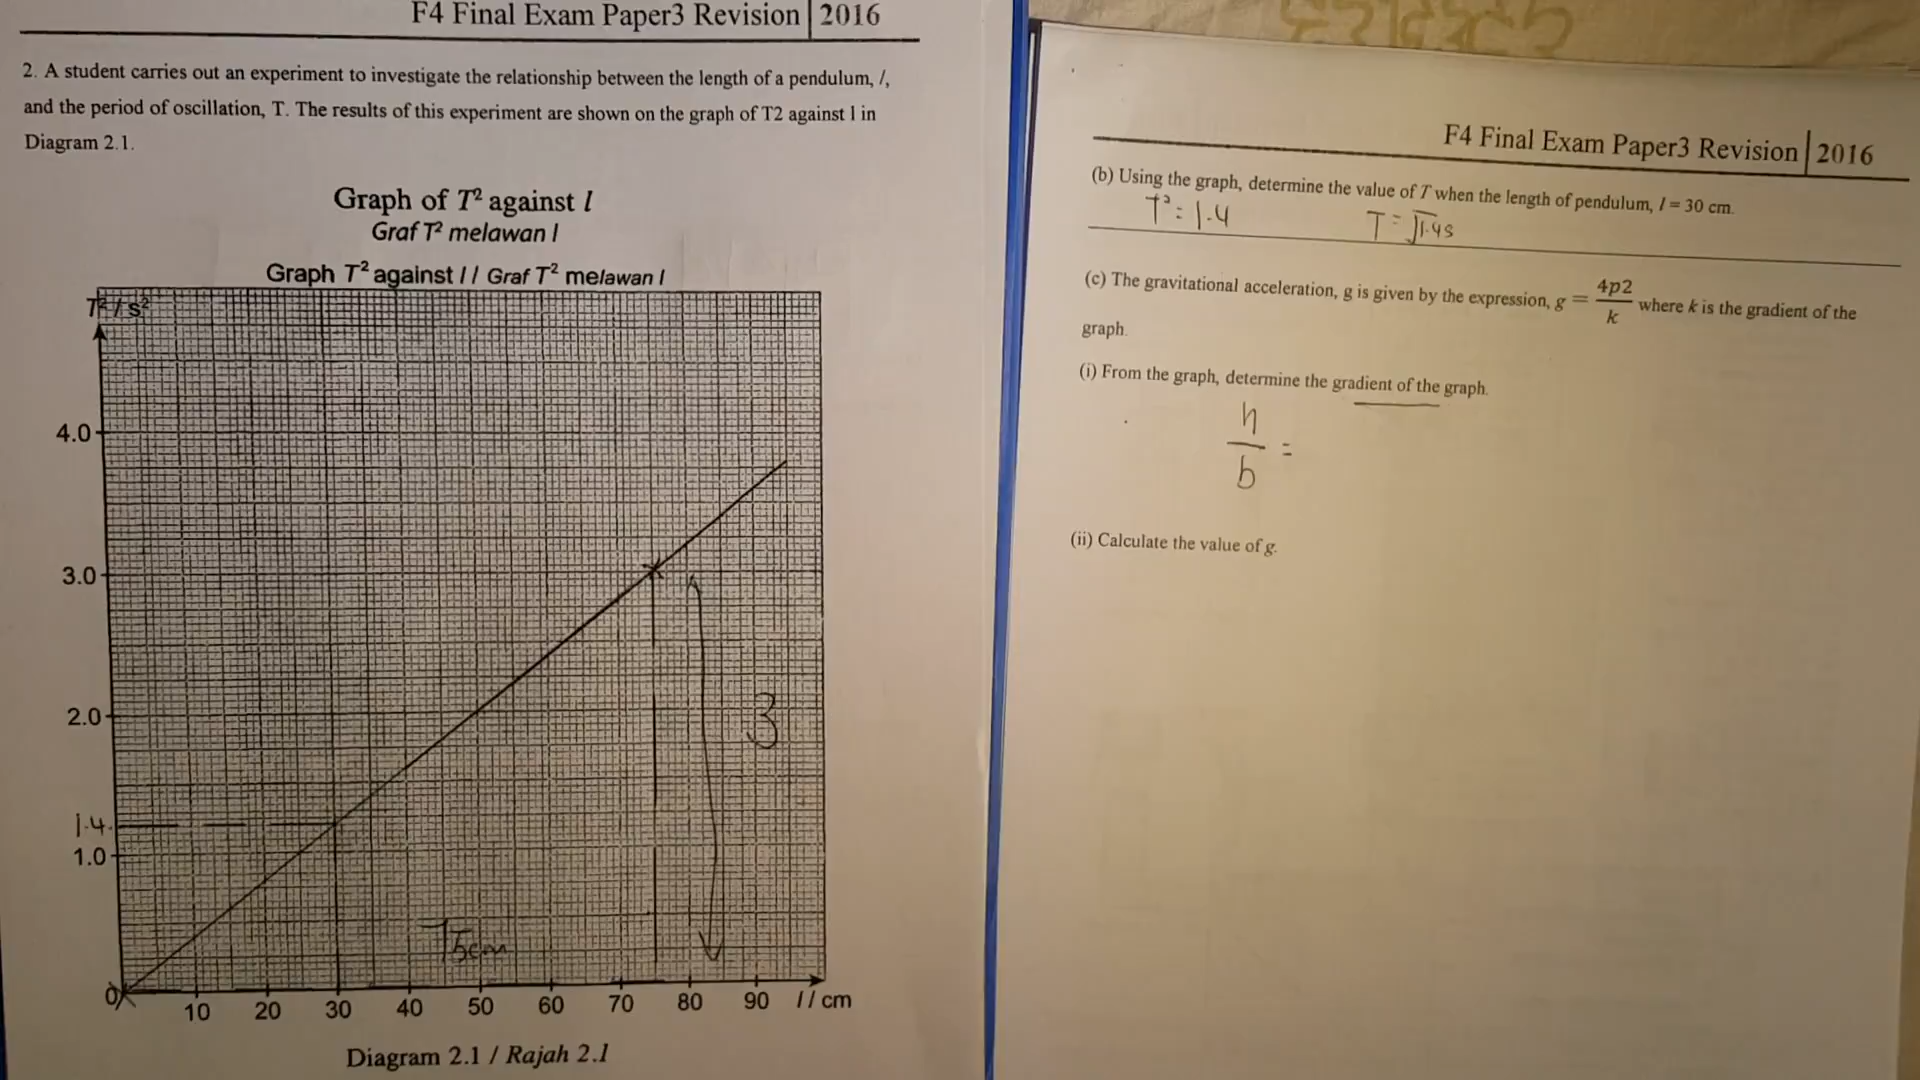 F4 Final Exam Paper3 Revision 2016
2. A student carries out an experiment to investigate the relationship between the length of a pendulum, l,
and the period of oscillation, T. The results of this experiment are shown on the graph of T2 against l in
Diagram 2.1.
Graph of T² against l
Graf T² melawan l
Graph T² against l // Graf T² melawan l
T² / s²
4.0
3.0
2.0
1.4
1.0
0
3
75cm
10 20 30 40 50 60 70 80 90 l / cm
Diagram 2.1 / Rajah 2.1
F4 Final Exam Paper3 Revision 2016
(b) Using the graph, determine the value of T when the length of pendulum, l = 30 cm.
T² = 1.4 T = √1.4s
(c) The gravitational acceleration, g is given by the expression, g = 4p2/k where k is the gradient of the
graph.
(i) From the graph, determine the gradient of the graph.
h/b =
(ii) Calculate the value of g.